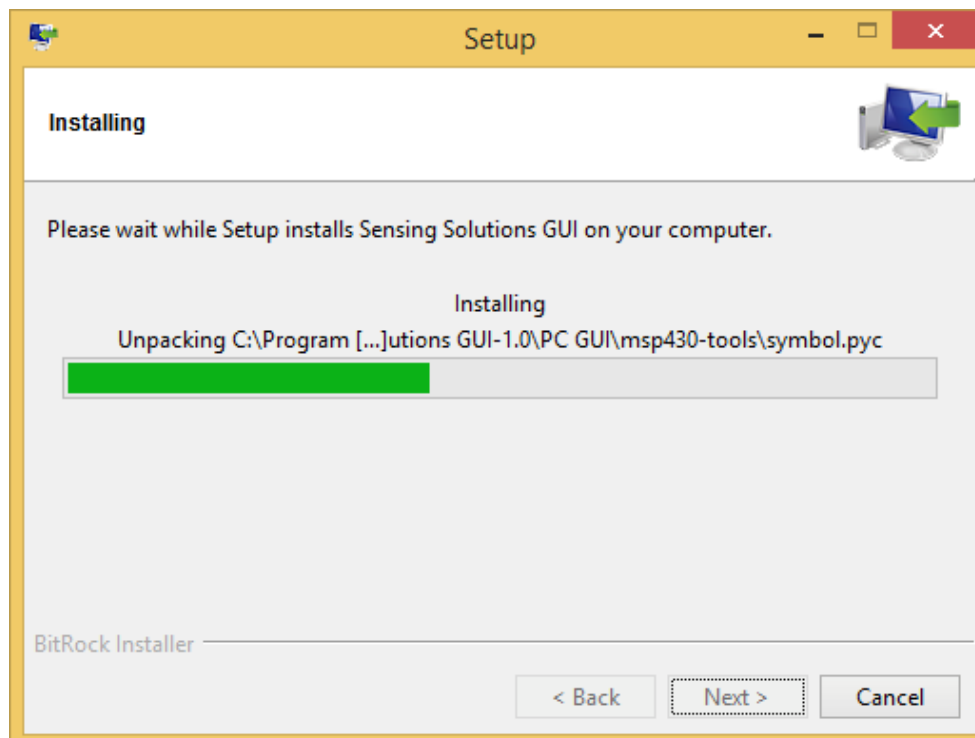 Setup
Installing
Please wait while Setup installs Sensing Solutions GUI on your computer.
Installing
Unpacking C:\Program [...]utions GUI-1.0\PC GUI\msp430-tools\symbol.pyc
BitRock Installer
< Back
Next >
Cancel